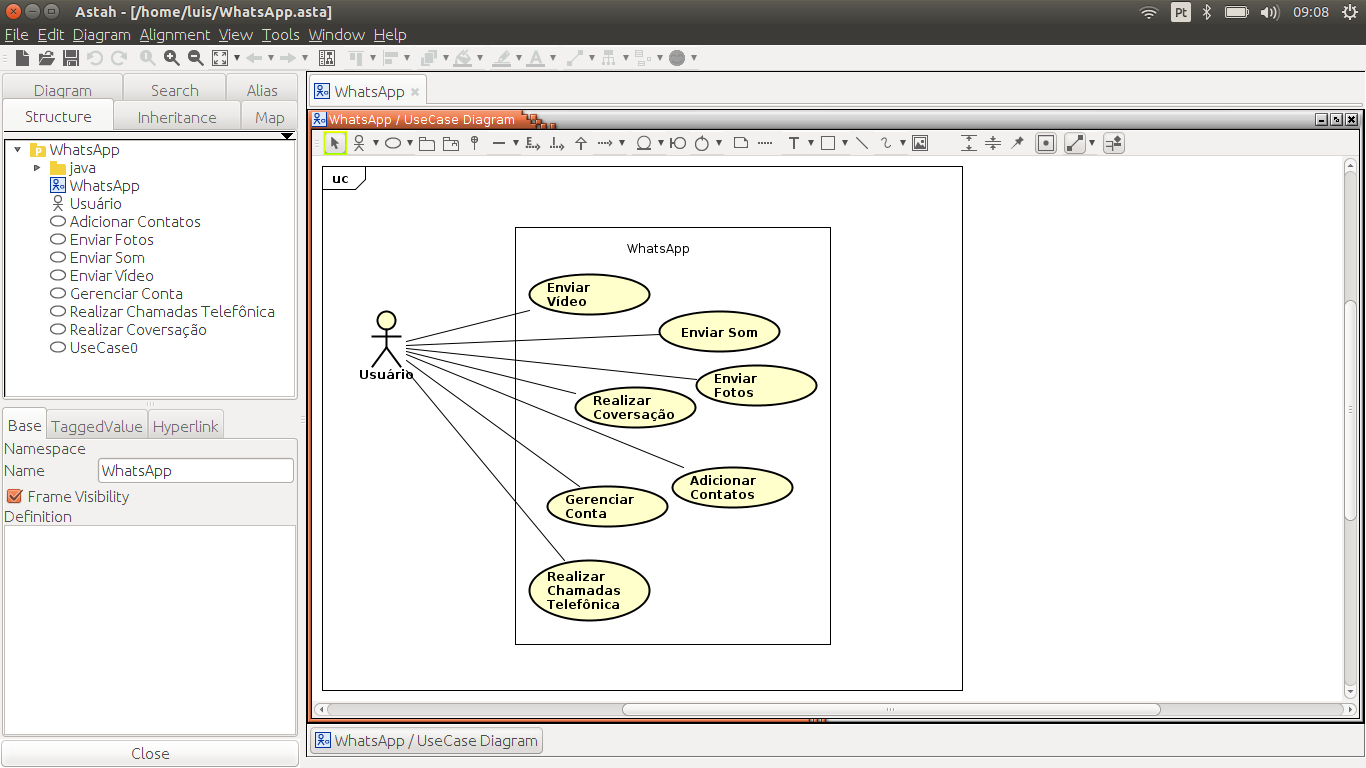 Astah - [/home/luis/WhatsApp.asta]
Pt
09:08
File Edit Diagram Alignment View Tools Window Help
Diagram Search Alias
Structure Inheritance Map
WhatsApp
java
WhatsApp
Usuário
Adicionar Contatos
Enviar Fotos
Enviar Som
Enviar Vídeo
Gerenciar Conta
Realizar Chamadas Telefônica
Realizar Coversação
UseCase0
Base TaggedValue Hyperlink
Namespace
Name WhatsApp
Frame Visibility
Definition
Close
WhatsApp
WhatsApp / UseCase Diagram
T
uc
WhatsApp
Enviar
Vídeo
Enviar Som
Enviar
Fotos
Usuário
Realizar
Coversação
Adicionar
Contatos
Gerenciar
Conta
Realizar
Chamadas
Telefônica
WhatsApp / UseCase Diagram